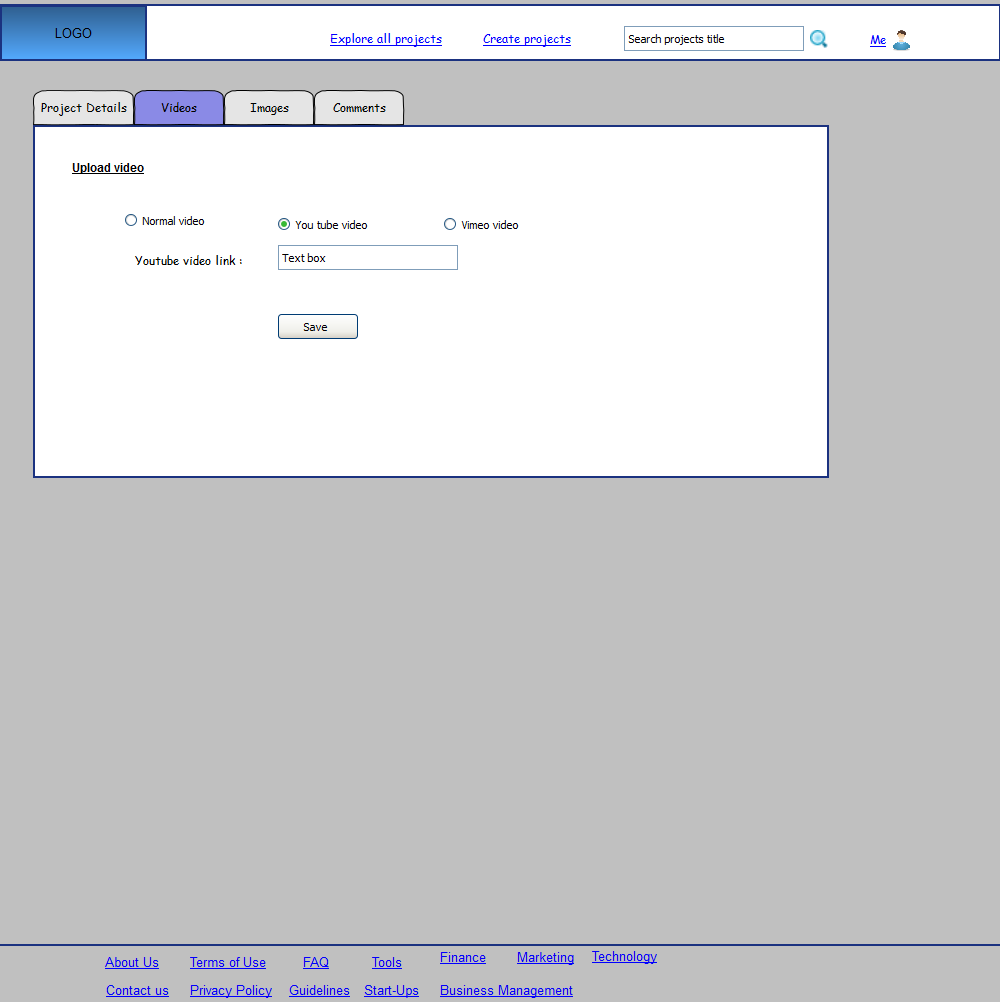 LOGO
Explore all projects Create projects Search projects title Me
Project Details Videos Images Comments
Upload video
Normal video You tube video Vimeo video
Youtube video link : Text box
Save
About Us Terms of Use FAQ Tools Finance Marketing Technology
Contact us Privacy Policy Guidelines Start-Ups Business Management